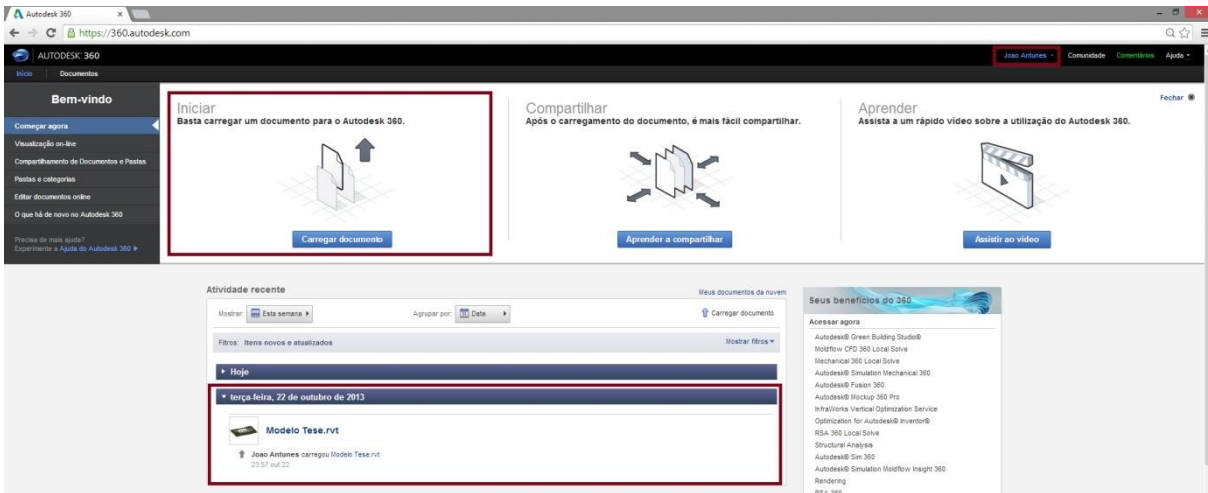 Autodesk 360
https://360.autodesk.com
AUTODESK 360
Joao Antunes
Comunidade
Comentários
Ajuda
Início
Documentos
Bem-vindo
Começar agora
Visualização on-line
Compartilhamento de Documentos e Pastas
Pastas e categorias
Editar documentos online
O que há de novo no Autodesk 360
Precisa de mais ajuda?
Experimente a Ajuda do Autodesk 360
Fechar
Iniciar
Basta carregar um documento para o Autodesk 360.
Carregar documento
Compartilhar
Após o carregamento do documento, é mais fácil compartilhar.
Aprender a compartilhar
Aprender
Assista a um rápido vídeo sobre a utilização do Autodesk 360.
Assistir ao vídeo
Atividade recente
Meus documentos da nuvem
Mostrar: Esta semana
Agrupar por: Data
Carregar documento
Filtros: Itens novos e atualizados
Mostrar filtros
Hoje
terça-feira, 22 de outubro de 2013
Modelo Tese.rvt
Joao Antunes carregou Modelo Tese.rvt
23:57 out 22
Seus benefícios do 360
Acessar agora
Autodesk® Green Building Studio®
Moldflow CFD 360 Local Solve
Mechanical 360 Local Solve
Autodesk® Simulation Mechanical 360
Autodesk® Fusion 360
Autodesk® Mockup 360 Pro
InfraWorks Vertical Optimization Service
Optimization for Autodesk® Inventor®
RSA 360 Local Solve
Structural Analysis
Autodesk® Sim 360
Autodesk® Simulation Moldflow Insight 360
Rendering
RSA 360